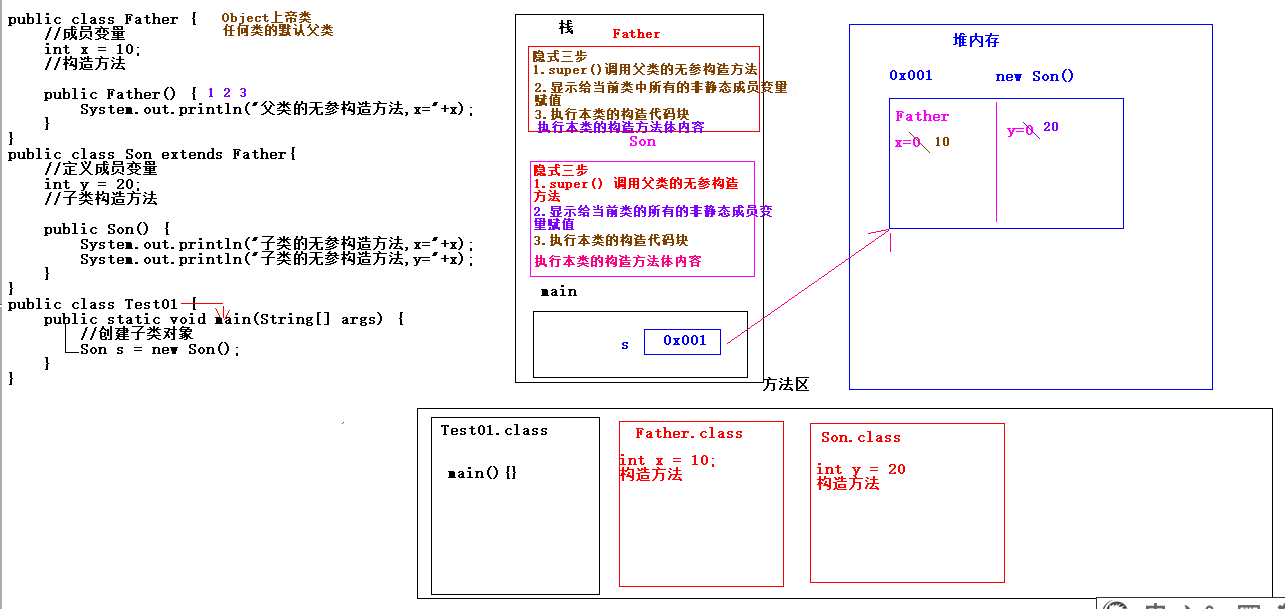 public class Father {
Object上帝类
任何类的默认父类
//成员变量
int x = 10;
//构造方法
public Father() { 1 2 3
System.out.println("父类的无参构造方法,x="+x);
}
}
public class Son extends Father{
//定义成员变量
int y = 20;
//子类构造方法
public Son() {
System.out.println("子类的无参构造方法,x="+x);
System.out.println("子类的无参构造方法,y="+x);
}
}
public class Test01 {
public static void main(String[] args) {
//创建子类对象
Son s = new Son();
}
}
栈
Father
隐式三步
1.super()调用父类的无参构造方法
2.显示给当前类中所有的非静态成员变量
赋值
3.执行本类的构造代码块
执行本类的构造方法体内容
Son
隐式三步
1.super() 调用父类的无参构造
方法
2.显示给当前类的所有的非静态成员变
量赋值
3.执行本类的构造代码块
执行本类的构造方法体内容
main
s
0x001
堆内存
0x001
new Son()
Father
x=0 10
y=0 20
方法区
Test01.class
main(){}
Father.class
int x = 10;
构造方法
Son.class
int y = 20
构造方法